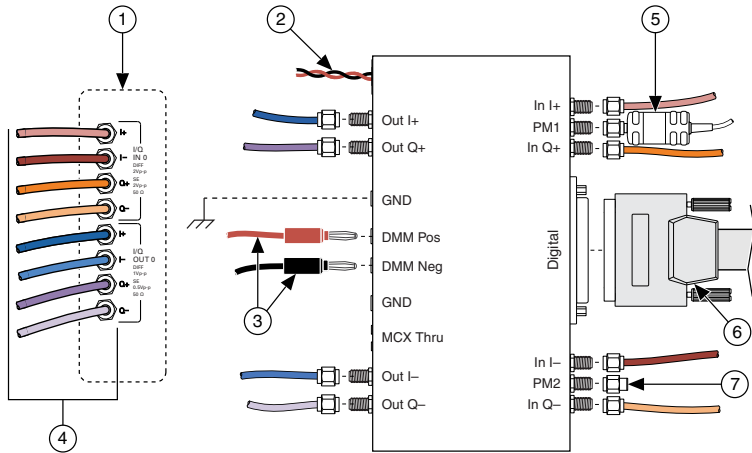 1
2
5
I+
I/Q
I–
IN 0
DIFF
2Vp-p
Q+
SE
2Vp-p
50 Ω
Q–
I+
I/Q
I–
OUT 0
DIFF
1Vp-p
Q+
SE
0.5Vp-p
50 Ω
Q–
4
Out I+
Out Q+
GND
DMM Pos
DMM Neg
3
GND
MCX Thru
Out I–
Out Q–
In I+
PM1
In Q+
Digital
6
In I–
PM2
7
In Q–